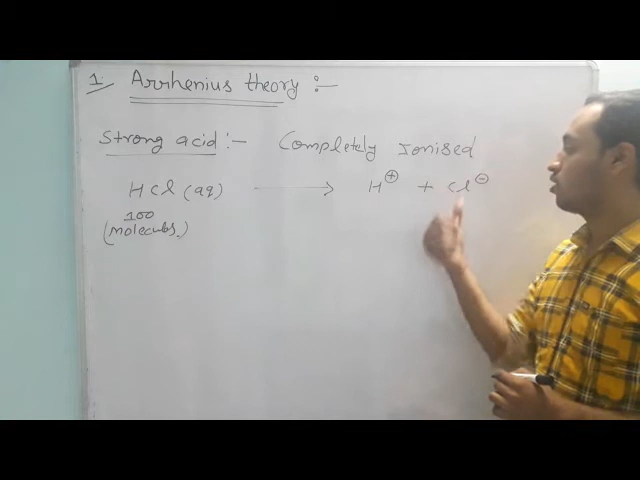 1. Arrhenius theory :-
Strong acid :- Completely Ionised
HCl (aq) ⟶ H⊕ + Cl⊖
100
(molecules.)